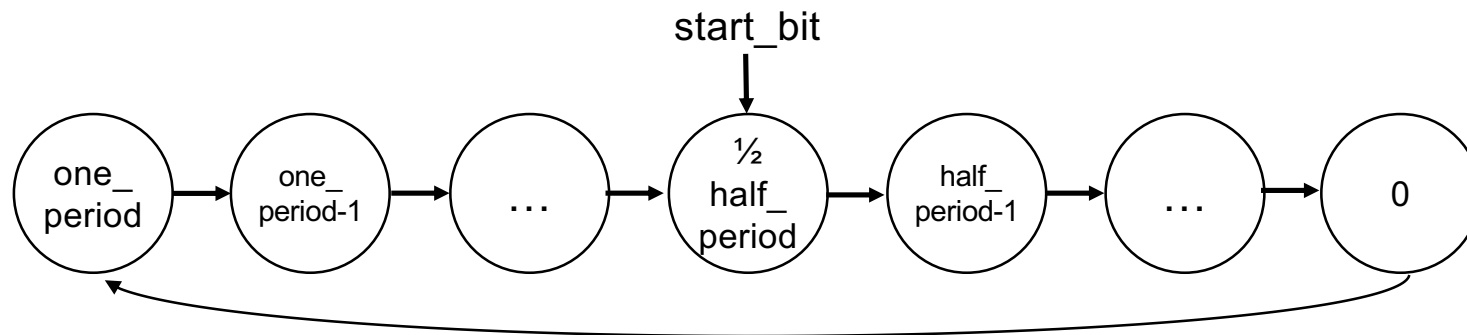 start_bit
one_
period
one_
period-1
...
½
half_
period
half_
period-1
...
0